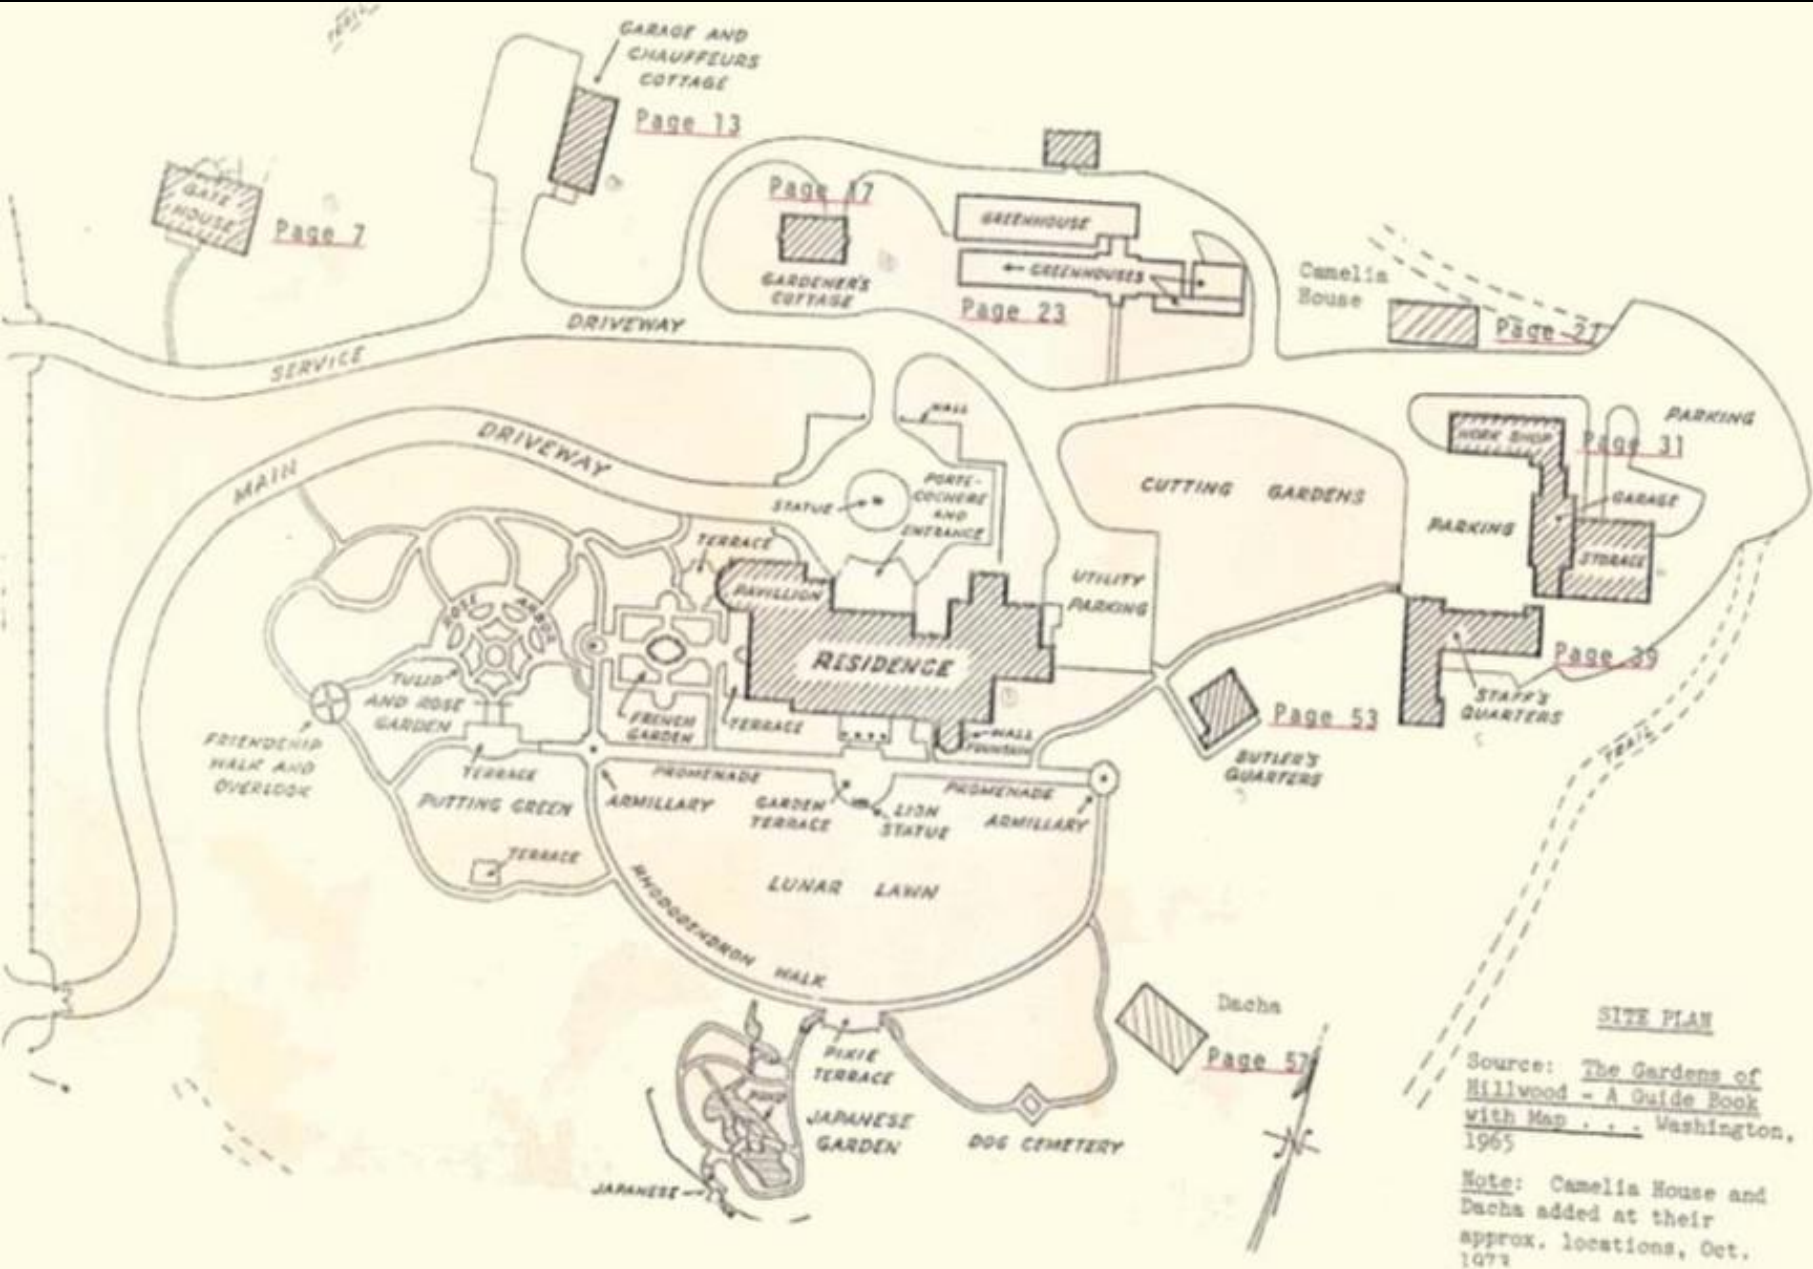 TRAIL
GARAGE AND
CHAUFFEURS
COTTAGE
Page 13
GATE
HOUSE
Page 7
Page 17
GARDENER'S
COTTAGE
GREENHOUSE
GREENHOUSES
Page 23
Camelia
House
Page 27
SERVICE
DRIVEWAY
MAIN
DRIVEWAY
WALL
STATUE
PORTE-
COCHERE
AND
ENTRANCE
CUTTING GARDENS
WORK SHOP
Page 31
PARKING
GARAGE
PARKING
STORAGE
UTILITY
PARKING
TERRACE
PAVILLION
RESIDENCE
ROSE ARBOR
TULIP
AND ROSE
GARDEN
FRENCH
GARDEN
TERRACE
WALL
FOUNTAIN
Page 39
STAFF'S
QUARTERS
Page 53
BUTLER'S
QUARTERS
TRAIL
FRIENDSHIP
WALK AND
OVERLOOK
TERRACE
PUTTING GREEN
TERRACE
PROMENADE
ARMILLARY
GARDEN
TERRACE
LION
STATUE
PROMENADE
ARMILLARY
LUNAR LAWN
RHODODENDRON WALK
PIXIE
TERRACE
POND
JAPANESE
GARDEN
JAPANESE
DOG CEMETERY
Dacha
Page 57
N
SITE PLAN
Source: The Gardens of
Hillwood - A Guide Book
with Map . . . Washington,
1965
Note: Camelia House and
Dacha added at their
approx. locations, Oct.
1973